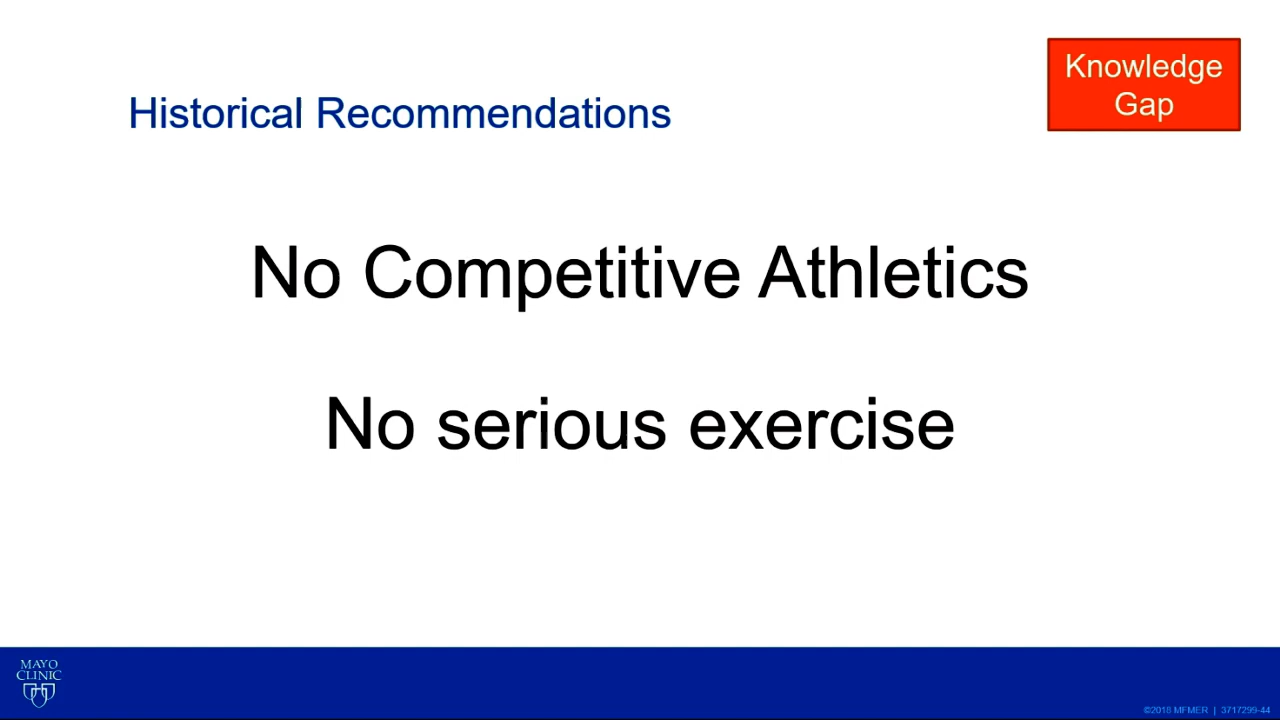 Knowledge
Gap
Historical Recommendations
No Competitive Athletics
No serious exercise
MAYO
CLINIC
©2018 MFMER | 3717299-44